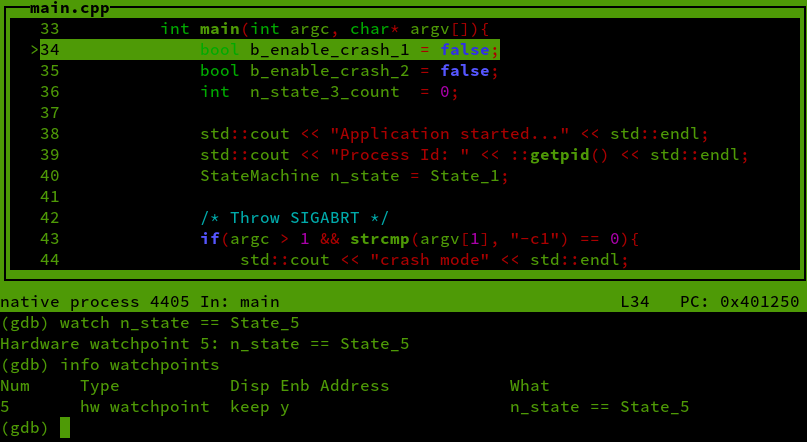 main.cpp
33          int main(int argc, char* argv[]){
>34              bool b_enable_crash_1 = false;
35              bool b_enable_crash_2 = false;
36              int  n_state_3_count  = 0;
37
38              std::cout << "Application started..." << std::endl;
39              std::cout << "Process Id: " << ::getpid() << std::endl;
40              StateMachine n_state = State_1;
41
42              /* Throw SIGABRT */
43              if(argc > 1 && strcmp(argv[1], "-c1") == 0){
44                  std::cout << "crash mode" << std::endl;
native process 4405 In: main                                  L34   PC: 0x401250
(gdb) watch n_state == State_5
Hardware watchpoint 5: n_state == State_5
(gdb) info watchpoints
Num     Type           Disp Enb Address            What
5       hw watchpoint  keep y                      n_state == State_5
(gdb)